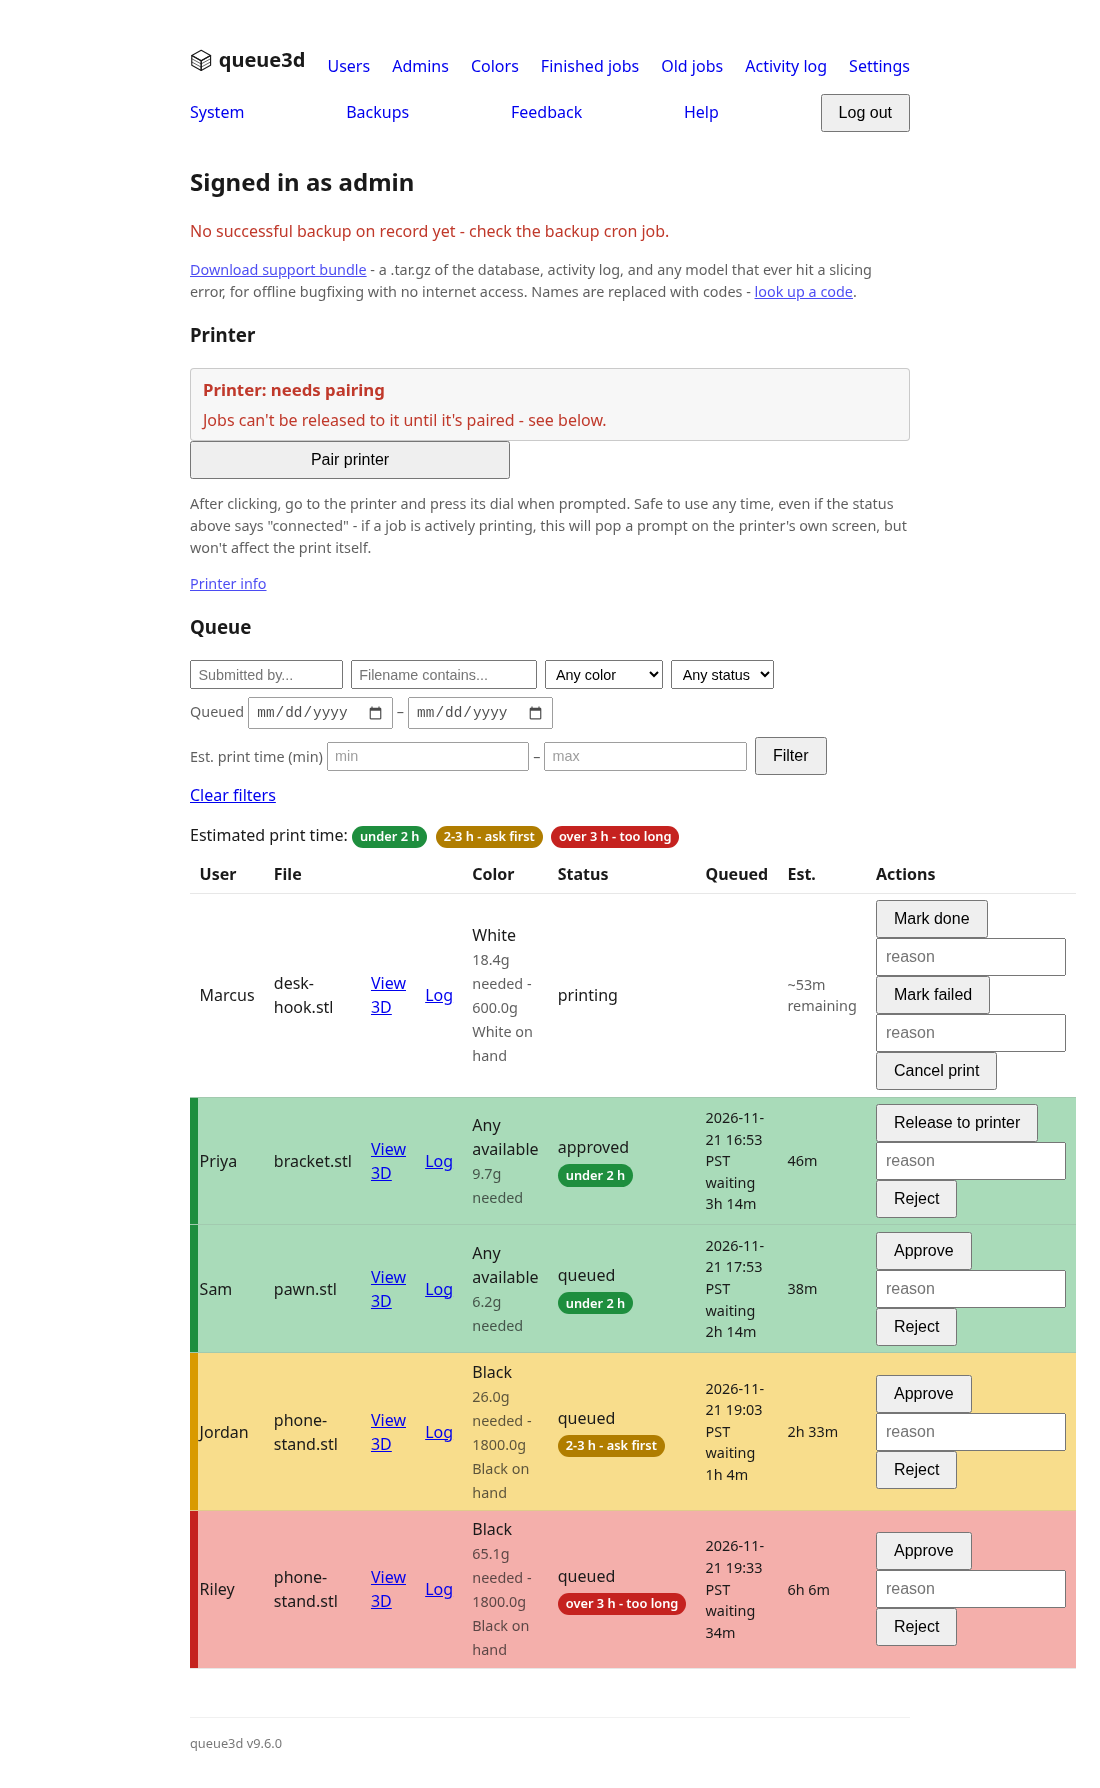 queue3d Users Admins Colors Finished jobs Old jobs Activity log Settings
System Backups Feedback Help Log out
Signed in as admin
No successful backup on record yet - check the backup cron job.
Download support bundle - a .tar.gz of the database, activity log, and any model that ever hit a slicing
error, for offline bugfixing with no internet access. Names are replaced with codes - look up a code.
Printer
Printer: needs pairing
Jobs can't be released to it until it's paired - see below.
Pair printer
After clicking, go to the printer and press its dial when prompted. Safe to use any time, even if the status
above says "connected" - if a job is actively printing, this will pop a prompt on the printer's own screen, but
won't affect the print itself.
Printer info
Queue
Submitted by... Filename contains... Any color Any status
Queued mm/dd/yyyy – mm/dd/yyyy
Est. print time (min) min – max Filter
Clear filters
Estimated print time: under 2 h 2-3 h - ask first over 3 h - too long
User File Color Status Queued Est. Actions
Marcus
desk-
hook.stl
View
3D
Log
White
18.4g
needed -
600.0g
White on
hand
printing
~53m
remaining
Mark done
reason
Mark failed
reason
Cancel print
Priya
bracket.stl
View
3D
Log
Any
available
9.7g
needed
approved
under 2 h
2026-11-
21 16:53
PST
waiting
3h 14m
46m
Release to printer
reason
Reject
Sam
pawn.stl
View
3D
Log
Any
available
6.2g
needed
queued
under 2 h
2026-11-
21 17:53
PST
waiting
2h 14m
38m
Approve
reason
Reject
Jordan
phone-
stand.stl
View
3D
Log
Black
26.0g
needed -
1800.0g
Black on
hand
queued
2-3 h - ask first
2026-11-
21 19:03
PST
waiting
1h 4m
2h 33m
Approve
reason
Reject
Riley
phone-
stand.stl
View
3D
Log
Black
65.1g
needed -
1800.0g
Black on
hand
queued
over 3 h - too long
2026-11-
21 19:33
PST
waiting
34m
6h 6m
Approve
reason
Reject
queue3d v9.6.0